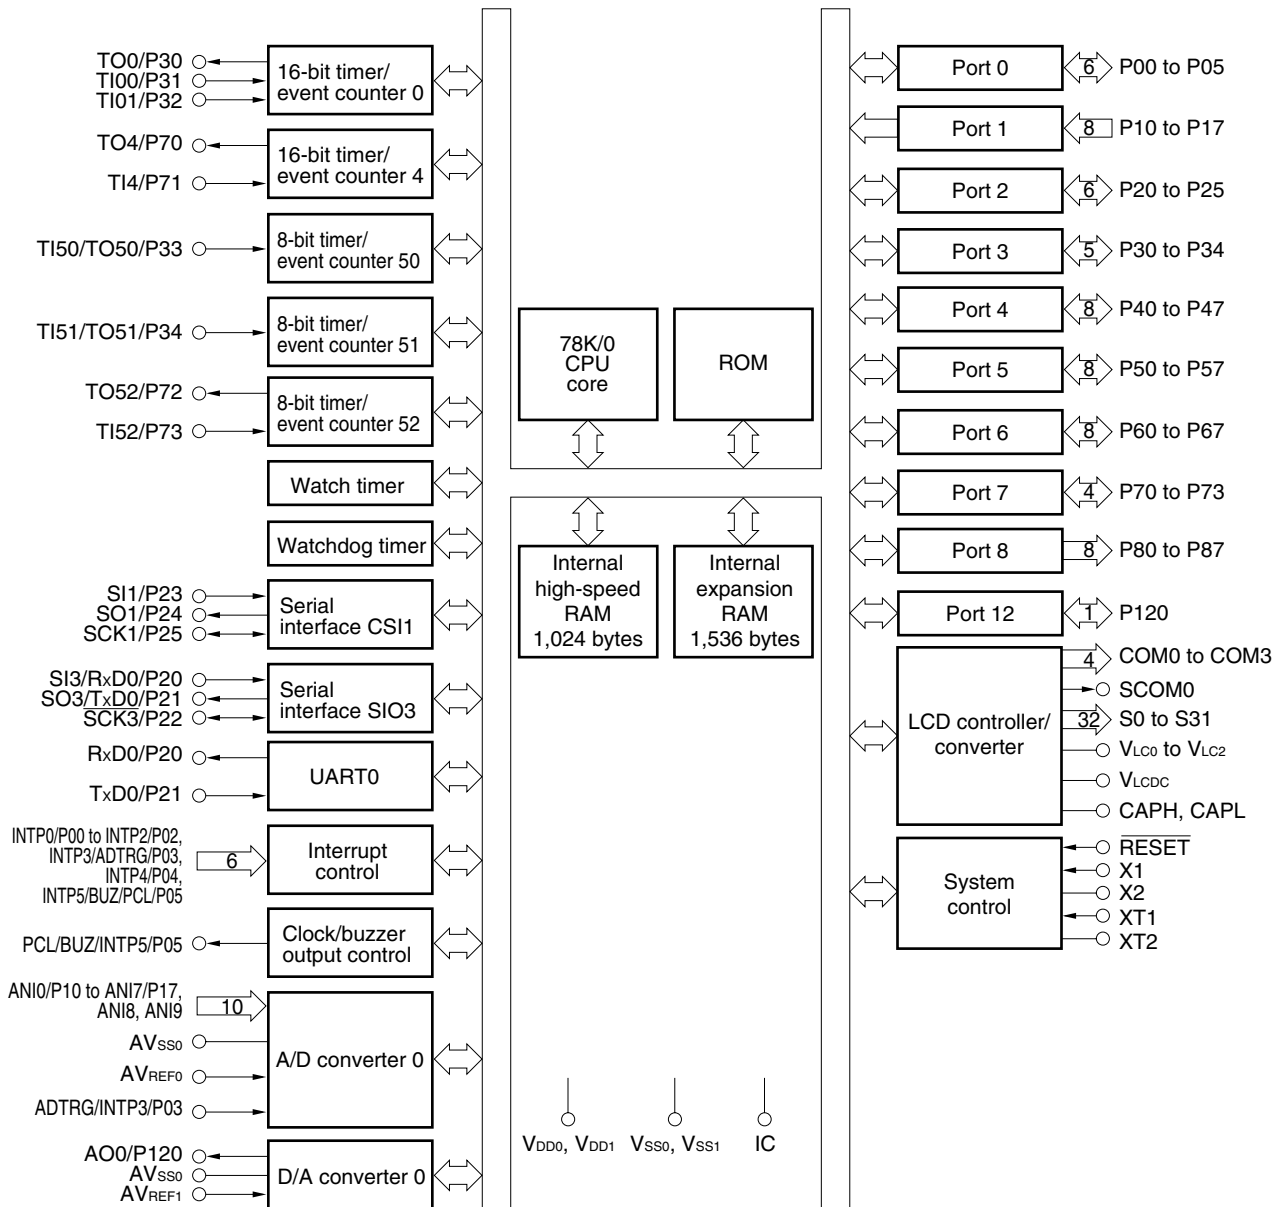 TO0/P30
TI00/P31
TI01/P32
16-bit timer/
event counter 0
TO4/P70
TI4/P71
16-bit timer/
event counter 4
TI50/TO50/P33
8-bit timer/
event counter 50
TI51/TO51/P34
8-bit timer/
event counter 51
TO52/P72
TI52/P73
8-bit timer/
event counter 52
Watch timer
Watchdog timer
SI1/P23
SO1/P24
SCK1/P25
Serial
interface CSI1
SI3/RxD0/P20
SO3/TxD0/P21
SCK3/P22
Serial
interface SIO3
RxD0/P20
TxD0/P21
UART0
INTP0/P00 to INTP2/P02,
INTP3/ADTRG/P03,
INTP4/P04,
INTP5/BUZ/PCL/P05
6
Interrupt
control
PCL/BUZ/INTP5/P05
Clock/buzzer
output control
ANI0/P10 to ANI7/P17,
ANI8, ANI9
10
AVSS0
AVREF0
ADTRG/INTP3/P03
A/D converter 0
AO0/P120
AVSS0
AVREF1
D/A converter 0
78K/0
CPU
core
ROM
Internal
high-speed
RAM
1,024 bytes
Internal
expansion
RAM
1,536 bytes
VDD0, VDD1
VSS0, VSS1
IC
Port 0
6
P00 to P05
Port 1
8
P10 to P17
Port 2
6
P20 to P25
Port 3
5
P30 to P34
Port 4
8
P40 to P47
Port 5
8
P50 to P57
Port 6
8
P60 to P67
Port 7
4
P70 to P73
Port 8
8
P80 to P87
Port 12
1
P120
LCD controller/
converter
4
COM0 to COM3
SCOM0
32
S0 to S31
VLC0 to VLC2
VLCDC
CAPH, CAPL
System
control
RESET
X1
X2
XT1
XT2